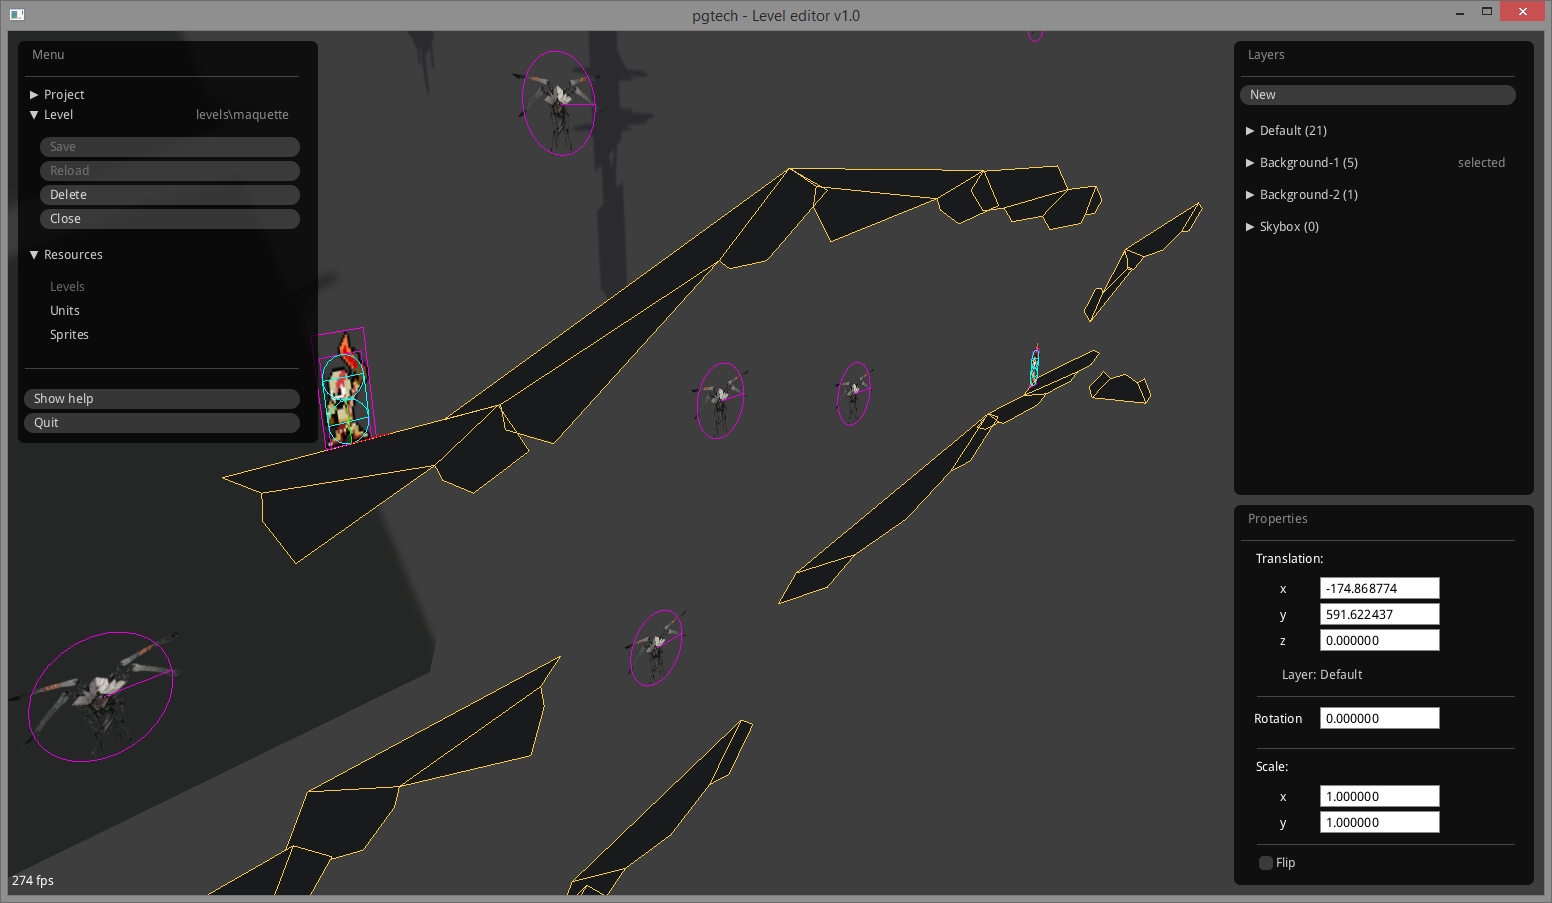 pgtech - Level editor v1.0
Menu
Project
Level levels\maquette
Save
Reload
Delete
Close
Resources
Levels
Units
Sprites
Show help
Quit
Layers
New
Default (21)
Background-1 (5) selected
Background-2 (1)
Skybox (0)
Properties
Translation:
x -174.868774
y 591.622437
z 0.000000
Layer: Default
Rotation 0.000000
Scale:
x 1.000000
y 1.000000
Flip
274 fps